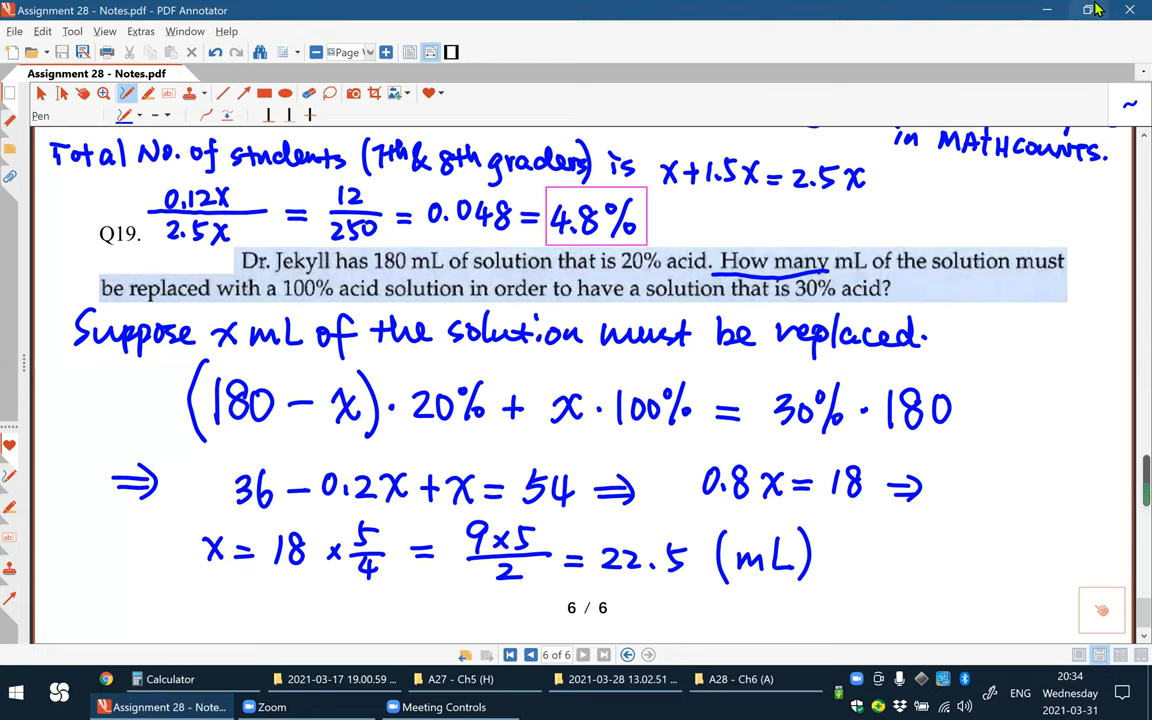 Assignment 28 - Notes.pdf - PDF Annotator
File Edit Tool View Extras Window Help
Page V
Assignment 28 - Notes.pdf
Pen
in MATHCOUNTS.
Total No. of students (7th & 8th graders) is x + 1.5x = 2.5x
0.12x / 2.5x = 12 / 250 = 0.048 = 4.8%
Q19.
Dr. Jekyll has 180 mL of solution that is 20% acid. How many mL of the solution must
be replaced with a 100% acid solution in order to have a solution that is 30% acid?
Suppose x mL of the solution must be replaced.
(180 - x) · 20% + x · 100% = 30% · 180
⇒ 36 - 0.2x + x = 54 ⇒ 0.8x = 18 ⇒
x = 18 × 5/4 = 9×5 / 2 = 22.5 (mL)
6 / 6
6 of 6
Calculator
2021-03-17 19.00.59 ...
A27 - Ch5 (H)
2021-03-28 13.02.51 ...
A28 - Ch6 (A)
20:34
Assignment 28 - Note...
Zoom
Meeting Controls
ENG
Wednesday
2021-03-31